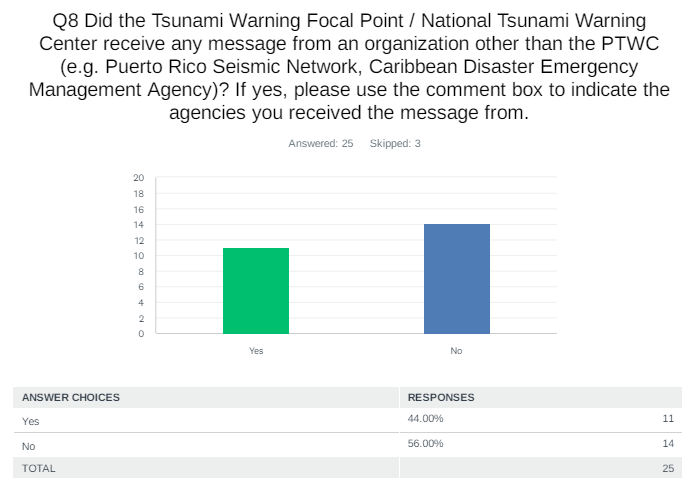 Q8 Did the Tsunami Warning Focal Point / National Tsunami Warning
Center receive any message from an organization other than the PTWC
(e.g. Puerto Rico Seismic Network, Caribbean Disaster Emergency
Management Agency)? If yes, please use the comment box to indicate the
agencies you received the message from.
Answered: 25 Skipped: 3
20
18
16
14
12
10
8
6
4
2
0
Yes No
ANSWER CHOICES RESPONSES
Yes 44.00% 11
No 56.00% 14
TOTAL 25